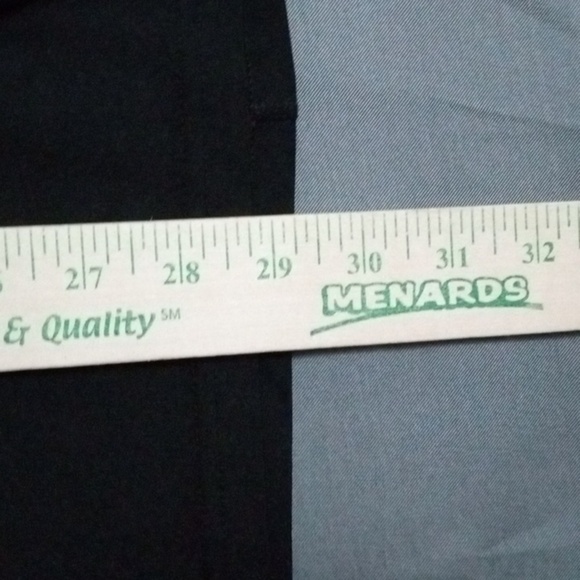 27 28 29 30 31 32
& Quality SM
MENARDS